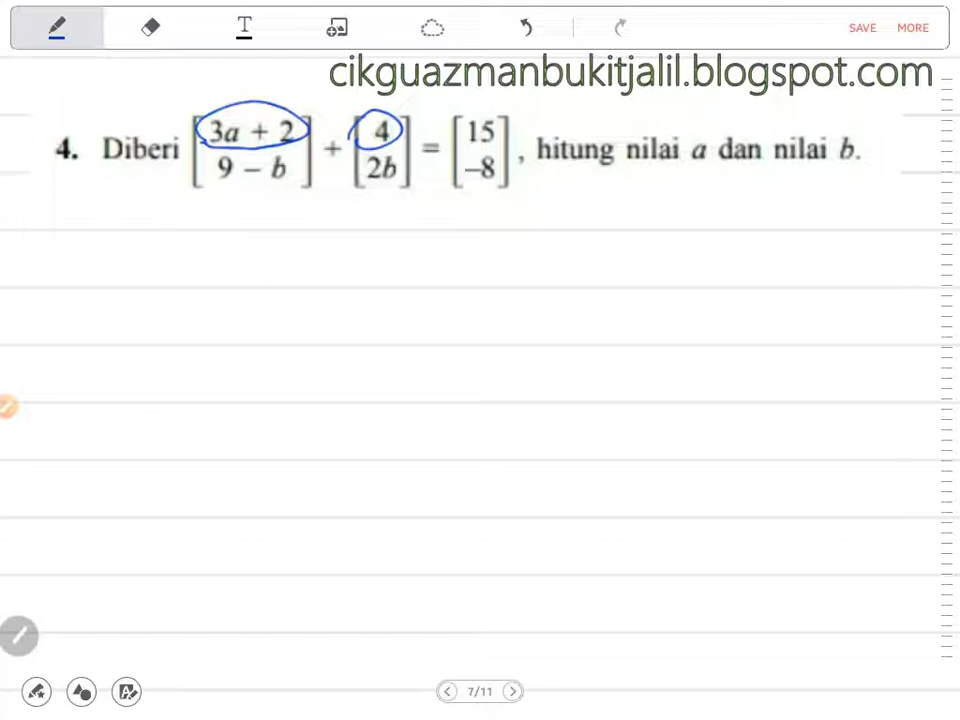 T SAVE MORE
cikguazmanbukitjalil.blogspot.com
4. Diberi [3a + 2 9 – b] + [4 2b] = [15 –8], hitung nilai a dan nilai b.
7/11